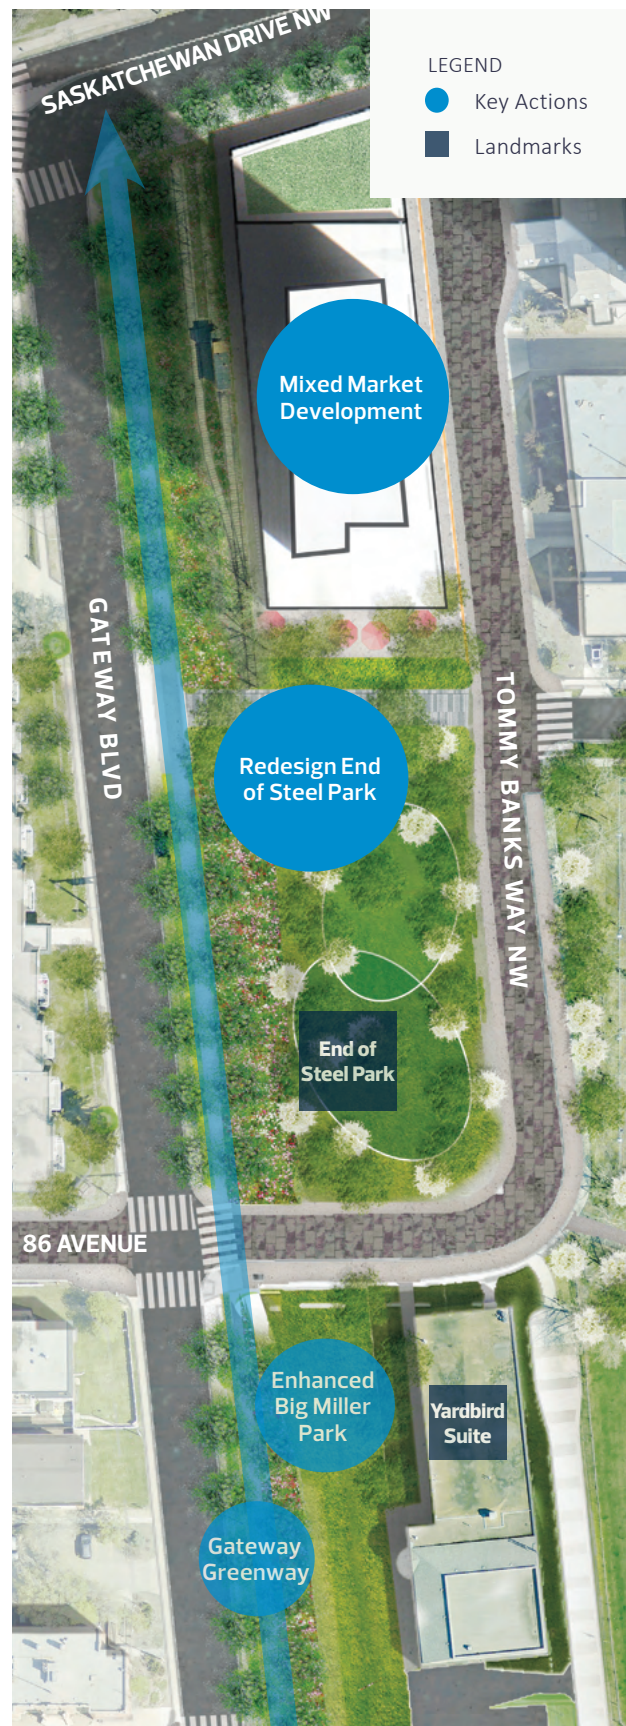 SASKATCHEWAN DRIVE NW
LEGEND
Key Actions
Landmarks
Mixed Market
Development
GATEWAY BLVD
TOMMY BANKS WAY NW
Redesign End
of Steel Park
End of
Steel Park
86 AVENUE
Enhanced
Big Miller
Park
Yardbird
Suite
Gateway
Greenway